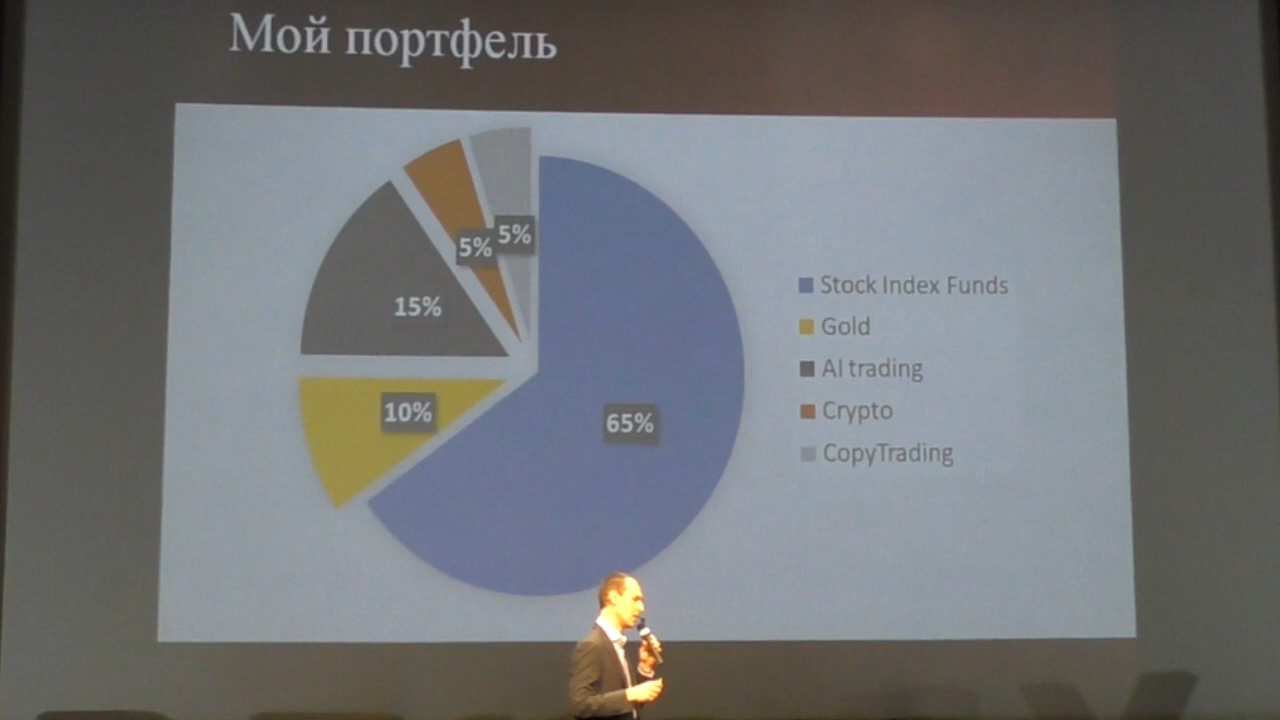 Мой портфель
5%
5%
15%
10%
65%
Stock Index Funds
Gold
AI trading
Crypto
CopyTrading